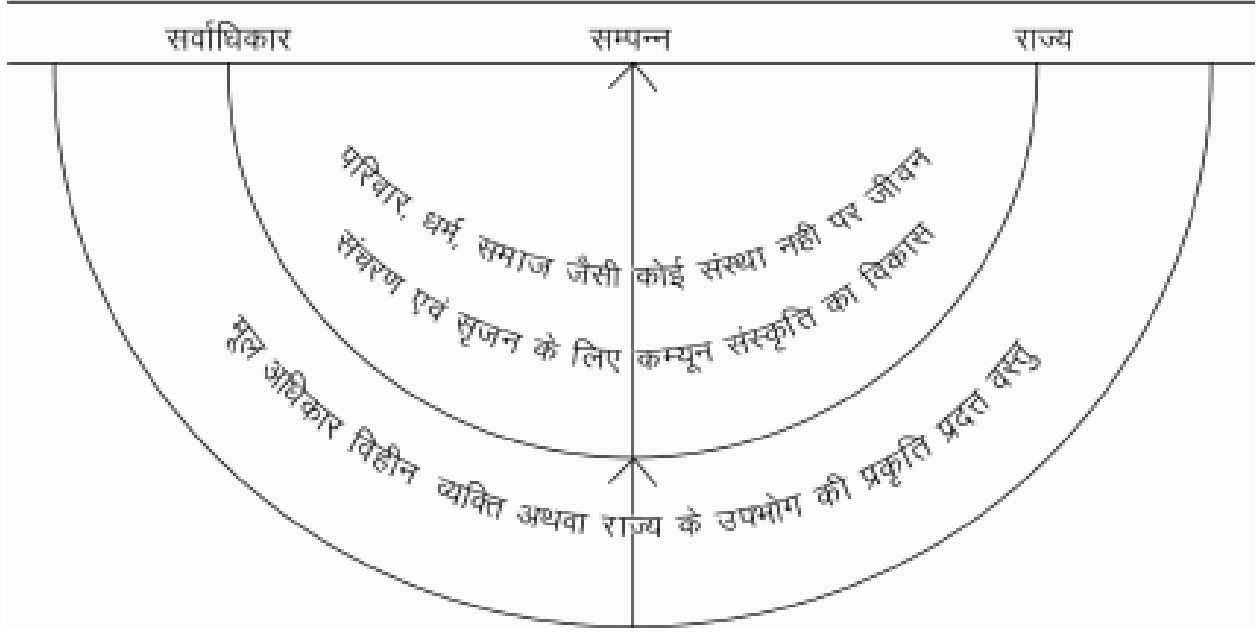 सर्वाधिकार सम्पन्न राज्य
परिवार, धर्म, समाज जैसी कोई संस्था नही पर जीवन
संचरण एवं सृजन के लिए कम्यून संस्कृति का विकास
मूल अधिकार विहीन व्यक्ति अथवा राज्य के उपभोग की प्रकृति प्रदत्त वस्तु